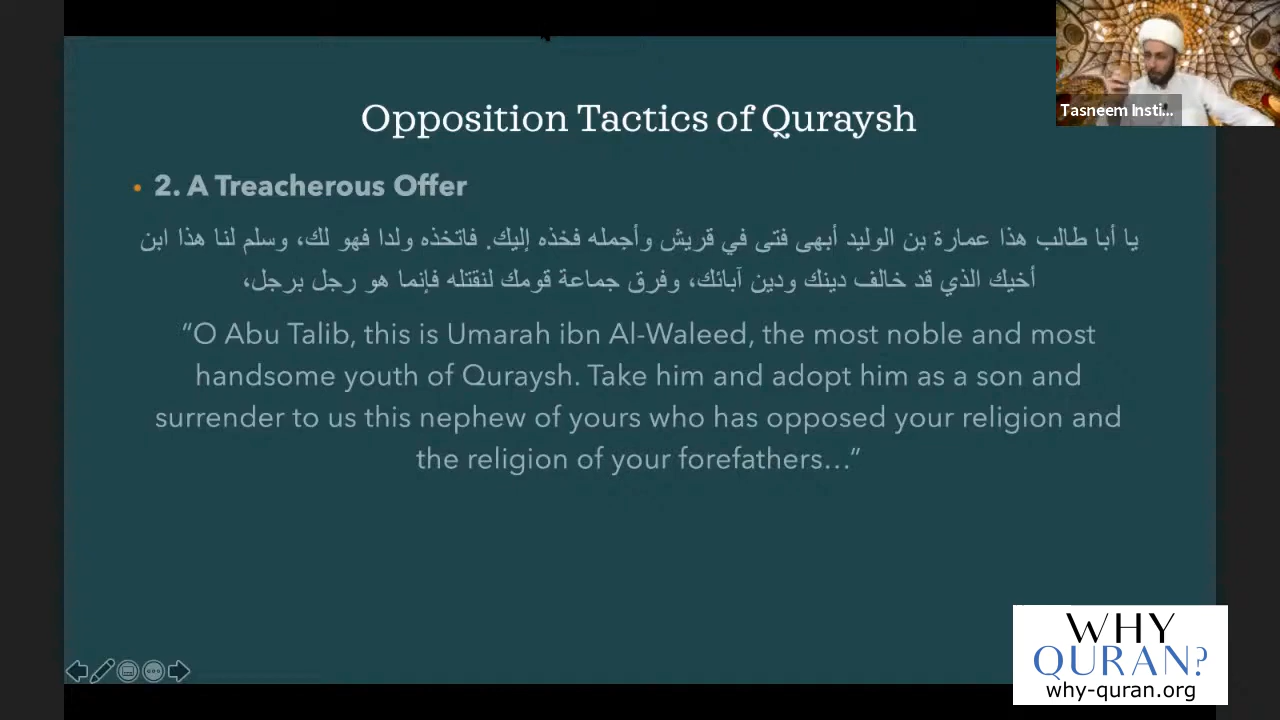 Opposition Tactics of Quraysh
Tasneem Insti...
• 2. A Treacherous Offer
يا أبا طالب هذا عمارة بن الوليد أبهى فتى في قريش وأجمله فخذه إليك. فاتخذه ولدا فهو لك، وسلم لنا هذا ابن
أخيك الذي قد خالف دينك ودين آبائك، وفرق جماعة قومك لنقتله فإنما هو رجل برجل،
“O Abu Talib, this is Umarah ibn Al-Waleed, the most noble and most
handsome youth of Quraysh. Take him and adopt him as a son and
surrender to us this nephew of yours who has opposed your religion and
the religion of your forefathers…”
WHY
QURAN?
why-quran.org